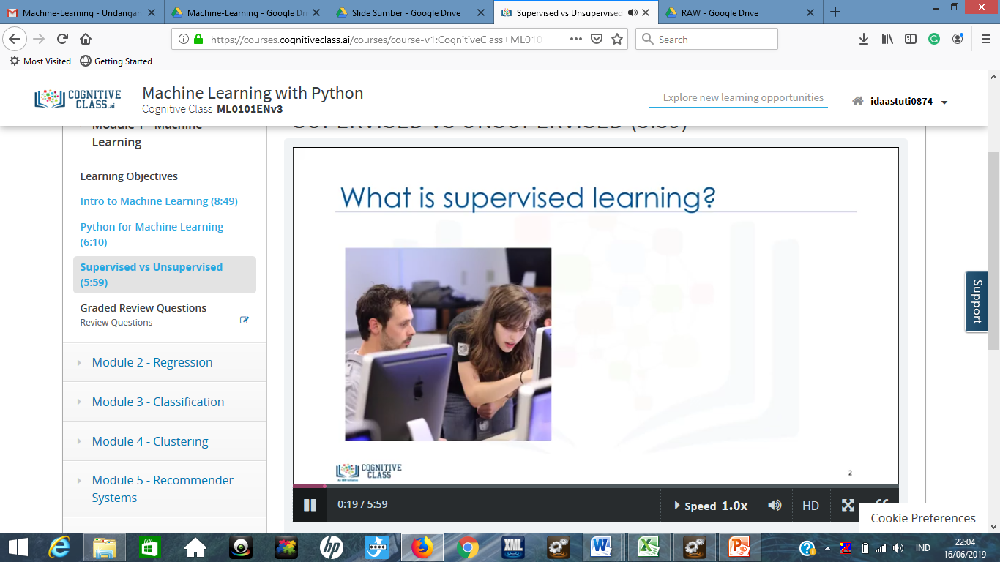 Machine-Learning - Undangan
Machine-Learning - Google Dri
Slide Sumber - Google Drive
Supervised vs Unsupervised
RAW - Google Drive
https://courses.cognitiveclass.ai/courses/course-v1:CognitiveClass+ML010
Search
Most Visited
Getting Started
COGNITIVE
CLASS.ai
Machine Learning with Python
Cognitive Class ML0101ENv3
Explore new learning opportunities
idaastuti0874
Module 1 - Machine
Learning
Learning Objectives
Intro to Machine Learning (8:49)
Python for Machine Learning
(6:10)
Supervised vs Unsupervised
(5:59)
Graded Review Questions
Review Questions
Module 2 - Regression
Module 3 - Classification
Module 4 - Clustering
Module 5 - Recommender
Systems
SUPERVISED VS UNSUPERVISED (5:59)
What is supervised learning?
COGNITIVE
CLASS
An IBM Initiative
2
0:19 / 5:59
Speed 1.0x
HD
Support
Cookie Preferences
hp
XML
IND
22:04
16/06/2019